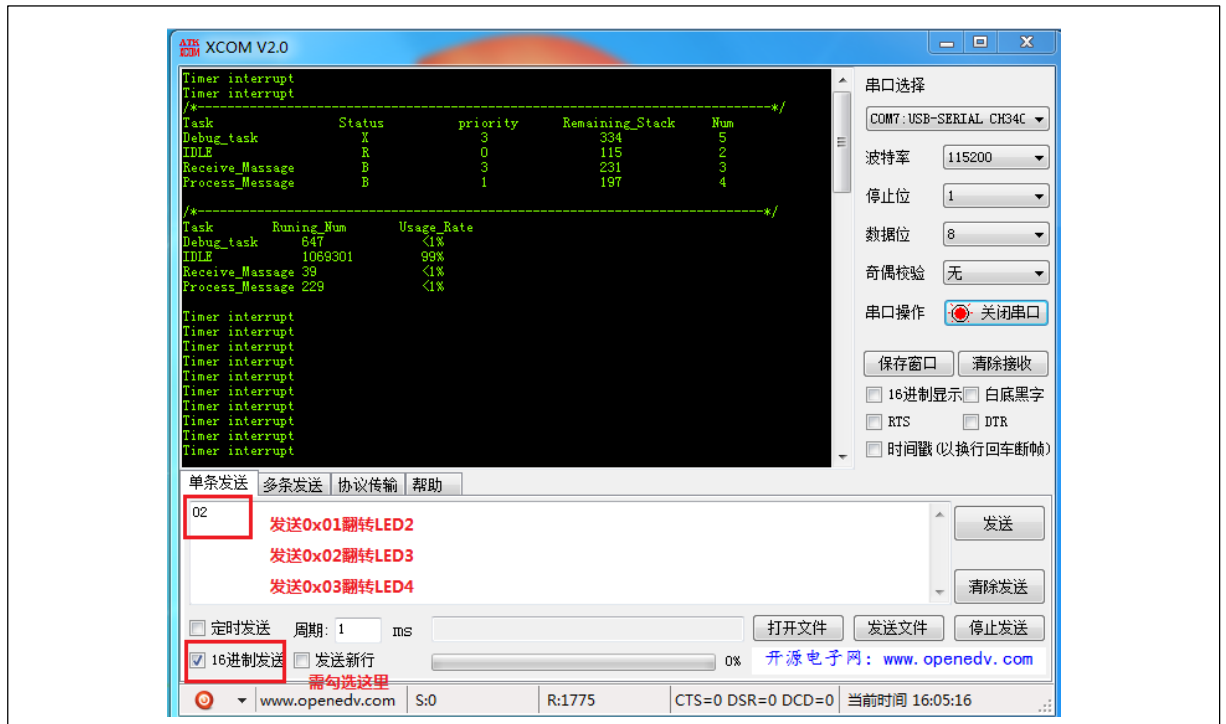 ATK XCOM XCOM V2.0
Timer interrupt
Timer interrupt
/*----------------------------------------------------------------------------*/
Task Status priority Remaining_Stack Num
Debug_task X 3 334 5
IDLE R 0 115 2
Receive_Massage B 3 231 3
Process_Message B 1 197 4
/*---------------------------------------------------------------------------*/
Task Runing_Num Usage_Rate
Debug_task 647 <1%
IDLE 1069301 99%
Receive_Massage 39 <1%
Process_Message 229 <1%
Timer interrupt
Timer interrupt
Timer interrupt
Timer interrupt
Timer interrupt
Timer interrupt
Timer interrupt
Timer interrupt
Timer interrupt
Timer interrupt
串口选择
COM7:USB-SERIAL CH34C
波特率 115200
停止位 1
数据位 8
奇偶校验 无
串口操作 关闭串口
保存窗口 清除接收
16进制显示 白底黑字
RTS DTR
时间戳(以换行回车断帧)
单条发送 多条发送 协议传输 帮助
02
发送0x01翻转LED2
发送0x02翻转LED3
发送0x03翻转LED4
发送
清除发送
定时发送 周期: 1 ms 打开文件 发送文件 停止发送
16进制发送 发送新行 0% 开源电子网: www.openedv.com
需勾选这里
www.openedv.com S:0 R:1775 CTS=0 DSR=0 DCD=0 当前时间 16:05:16